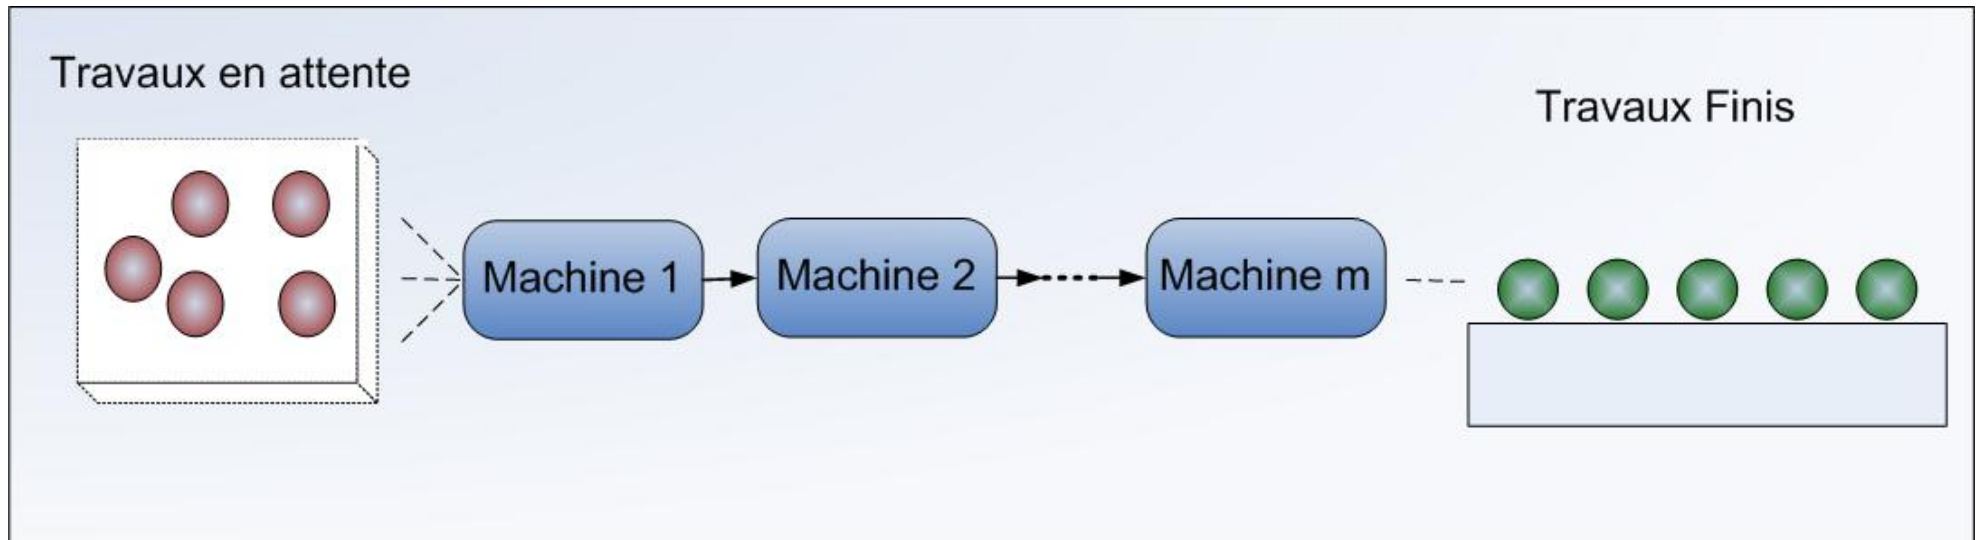 Travaux en attente
Travaux Finis
Machine 1
Machine 2
Machine m